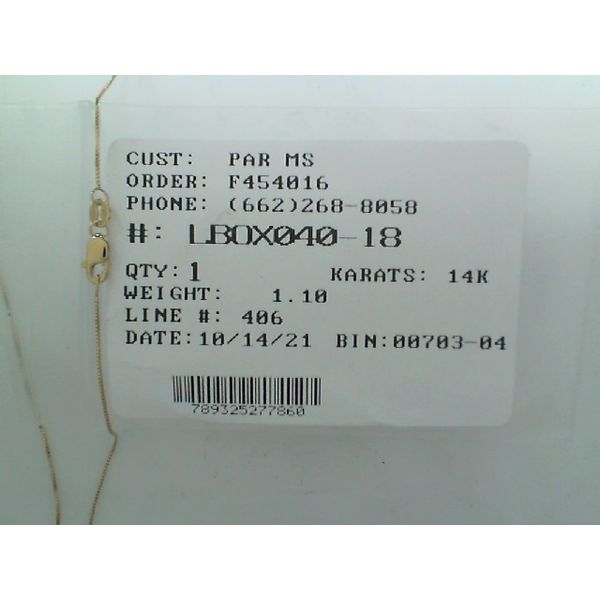 CUST: PAR MS
ORDER: F454016
PHONE: (662)268-8058
#: LBOX040-18
QTY: 1 KARATS: 14K
WEIGHT: 1.10
LINE #: 406
DATE: 10/14/21 BIN: 00703-04
789325277860